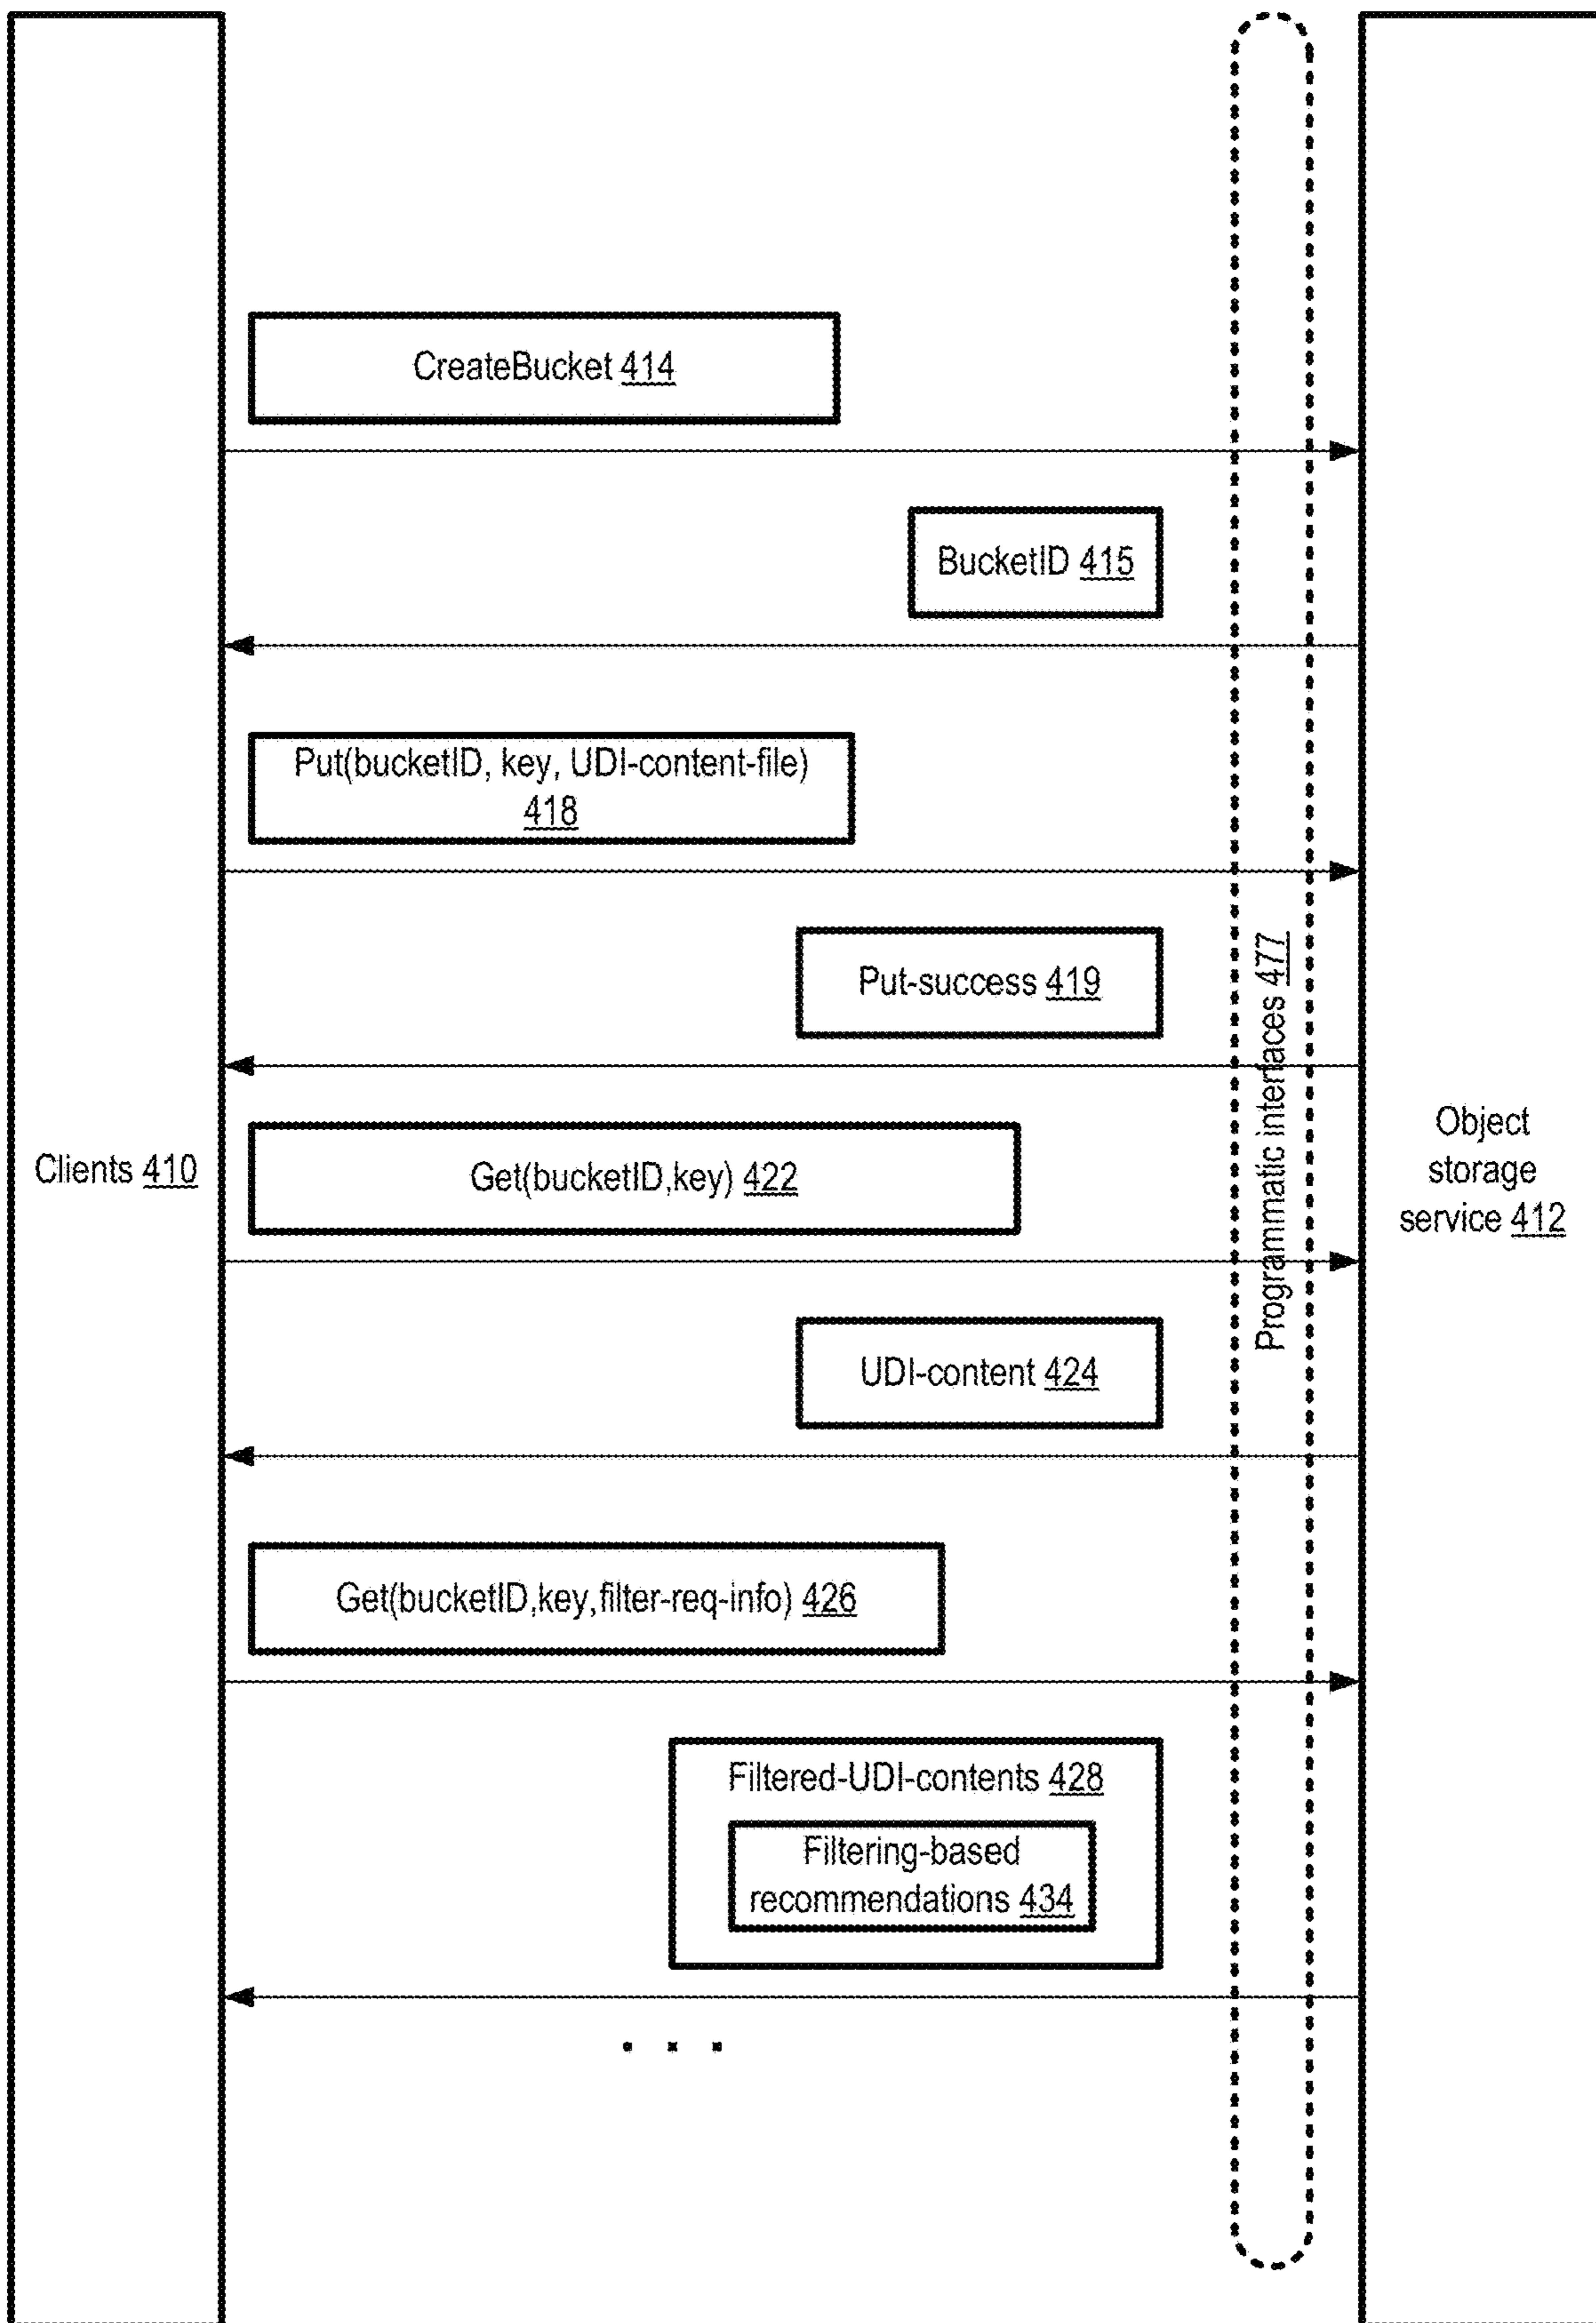 CreateBucket 414
BucketID 415
Put(bucketID, key, UDI-content-file)
418
Put-success 419
Programmatic interfaces 477
Clients 410
Get(bucketID,key) 422
Object
storage
service 412
UDI-content 424
Get(bucketID,key,filter-req-info) 426
Filtered-UDI-contents 428
Filtering-based
recommendations 434
. . .